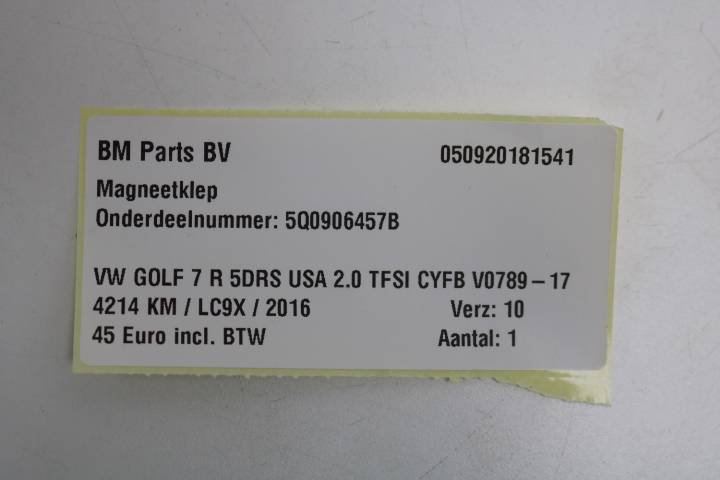 BM Parts BV 050920181541
Magneetklep
Onderdeelnummer: 5Q0906457B
VW GOLF 7 R 5DRS USA 2.0 TFSI CYFB V0789-17
4214 KM / LC9X / 2016 Verz: 10
45 Euro incl. BTW Aantal: 1